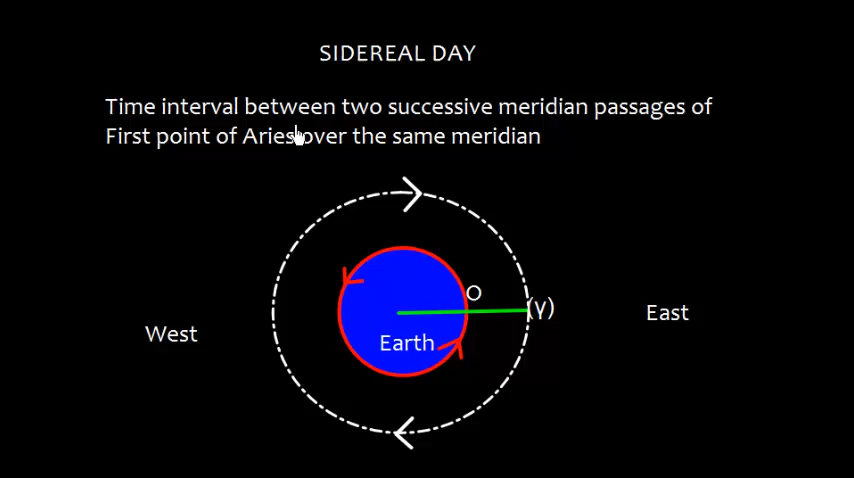 SIDEREAL DAY
Time interval between two successive meridian passages of
First point of Aries over the same meridian
O
(γ)
East
West
Earth